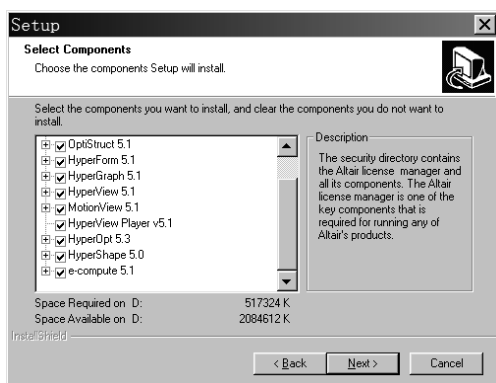 Setup
Select Components
Choose the components Setup will install.
Select the components you want to install, and clear the components you do not want to
install.
OptiStruct 5.1
HyperForm 5.1
HyperGraph 5.1
HyperView 5.1
MotionView 5.1
HyperView Player v5.1
HyperOpt 5.3
HyperShape 5.0
e-compute 5.1
Description
The security directory contains
the Altair license manager and
all its components. The Altair
license manager is one of the
key components that is
required for running any of
Altair's products.
Space Required on D: 517324 K
Space Available on D: 2084612 K
InstallShield
< Back Next > Cancel